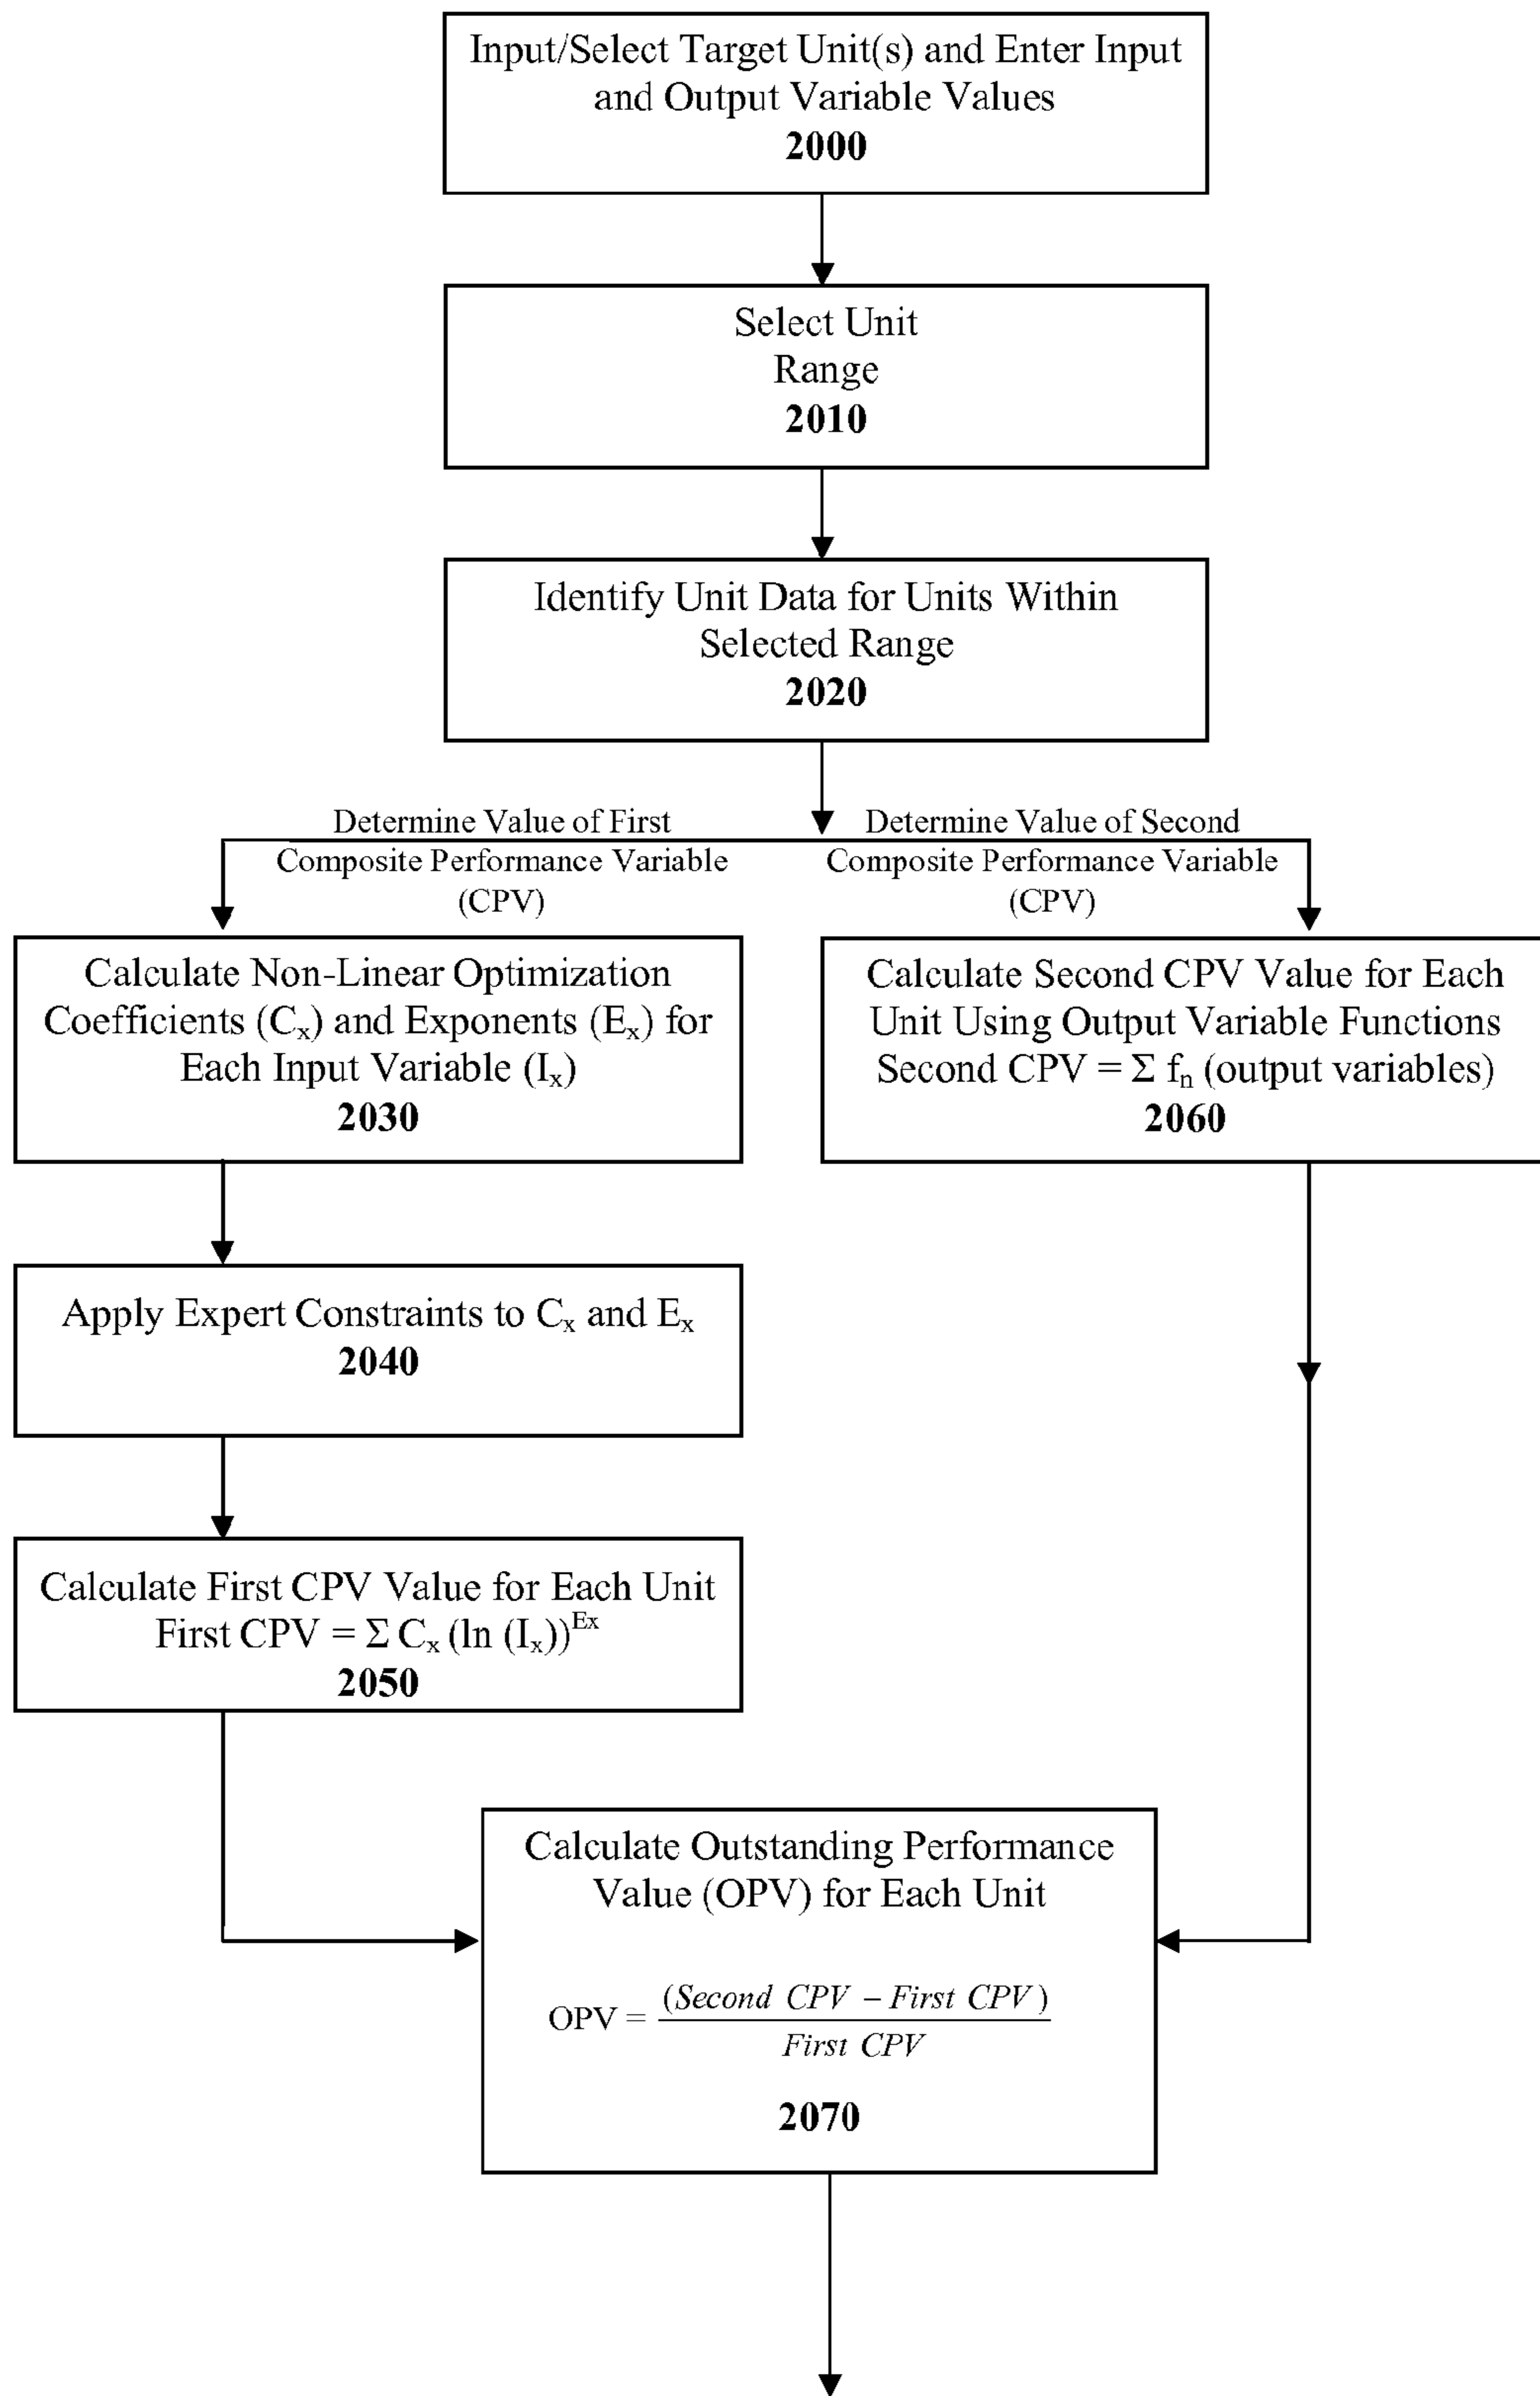 Input/Select Target Unit(s) and Enter Input
and Output Variable Values
2000
Select Unit
Range
2010
Identify Unit Data for Units Within
Selected Range
2020
Determine Value of First
Composite Performance Variable
(CPV)
Determine Value of Second
Composite Performance Variable
(CPV)
Calculate Non-Linear Optimization
Coefficients (Cx) and Exponents (Ex) for
Each Input Variable (Ix)
2030
Calculate Second CPV Value for Each
Unit Using Output Variable Functions
Second CPV = Σ fn (output variables)
2060
Apply Expert Constraints to Cx and Ex
2040
Calculate First CPV Value for Each Unit
First CPV = Σ Cx (ln (Ix))^Ex
2050
Calculate Outstanding Performance
Value (OPV) for Each Unit
(Second CPV – First CPV)
OPV =
First CPV
2070